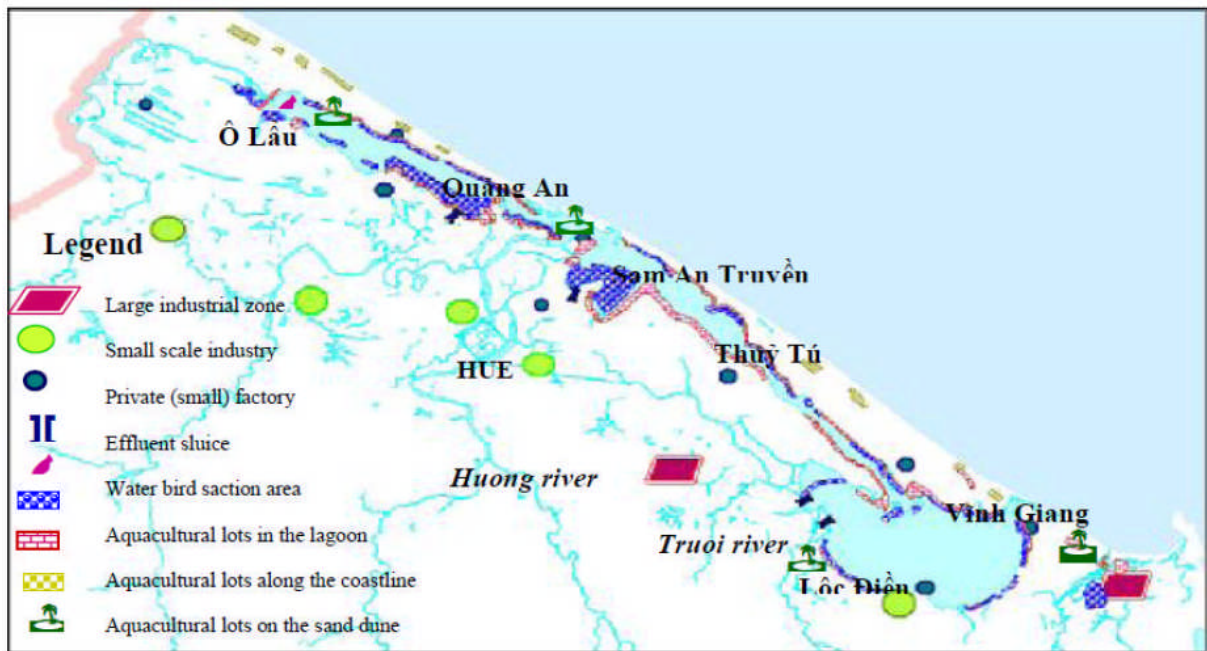 Ô Lâu
Quảng An
Legend
Sam An Truyền
Large industrial zone
Small scale industry
Thuỷ Tú
HUE
Private (small) factory
Effluent sluice
Huong river
Water bird saction area
Vinh Giang
Truoi river
Aquacultural lots in the lagoon
Aquacultural lots along the coastline
Lộc Điền
Aquacultural lots on the sand dune